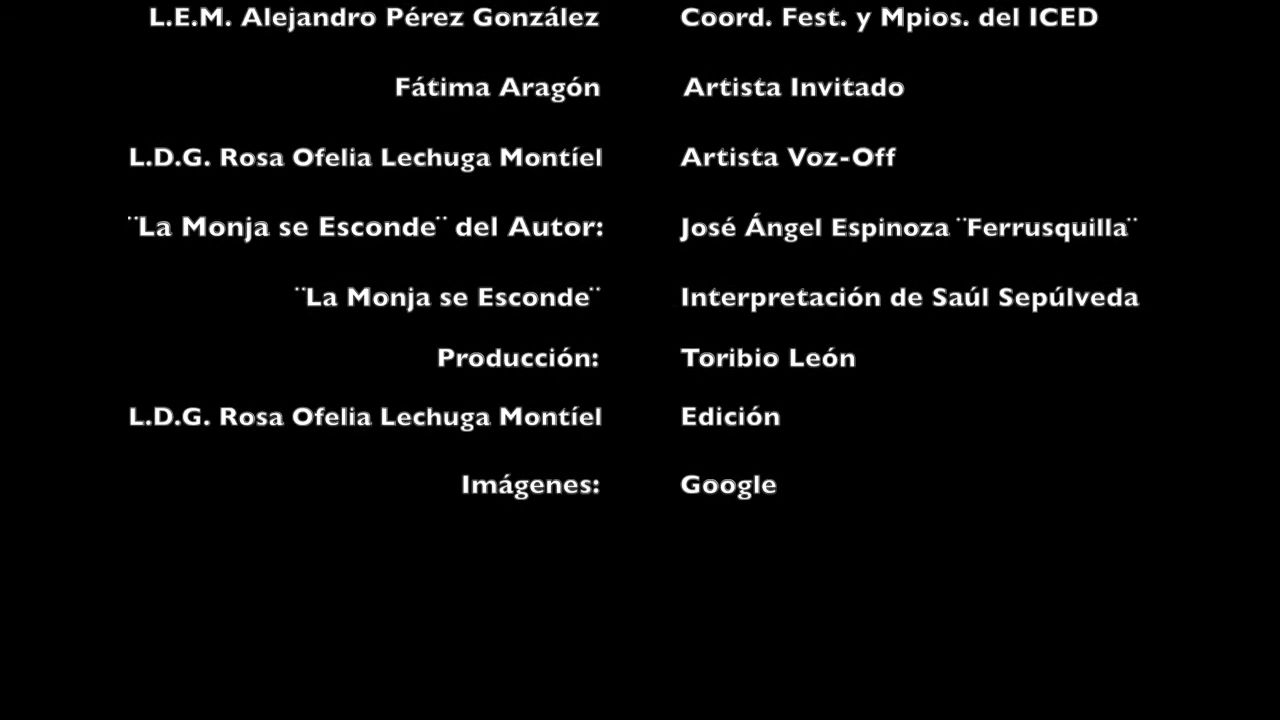 L.E.M. Alejandro Pérez González Coord. Fest. y Mpios. del ICED
Fátima Aragón Artista Invitado
L.D.G. Rosa Ofelia Lechuga Montíel Artista Voz-Off
¨La Monja se Esconde¨ del Autor: José Ángel Espinoza ¨Ferrusquilla¨
¨La Monja se Esconde¨ Interpretación de Saúl Sepúlveda
Producción: Toribio León
L.D.G. Rosa Ofelia Lechuga Montíel Edición
Imágenes: Google